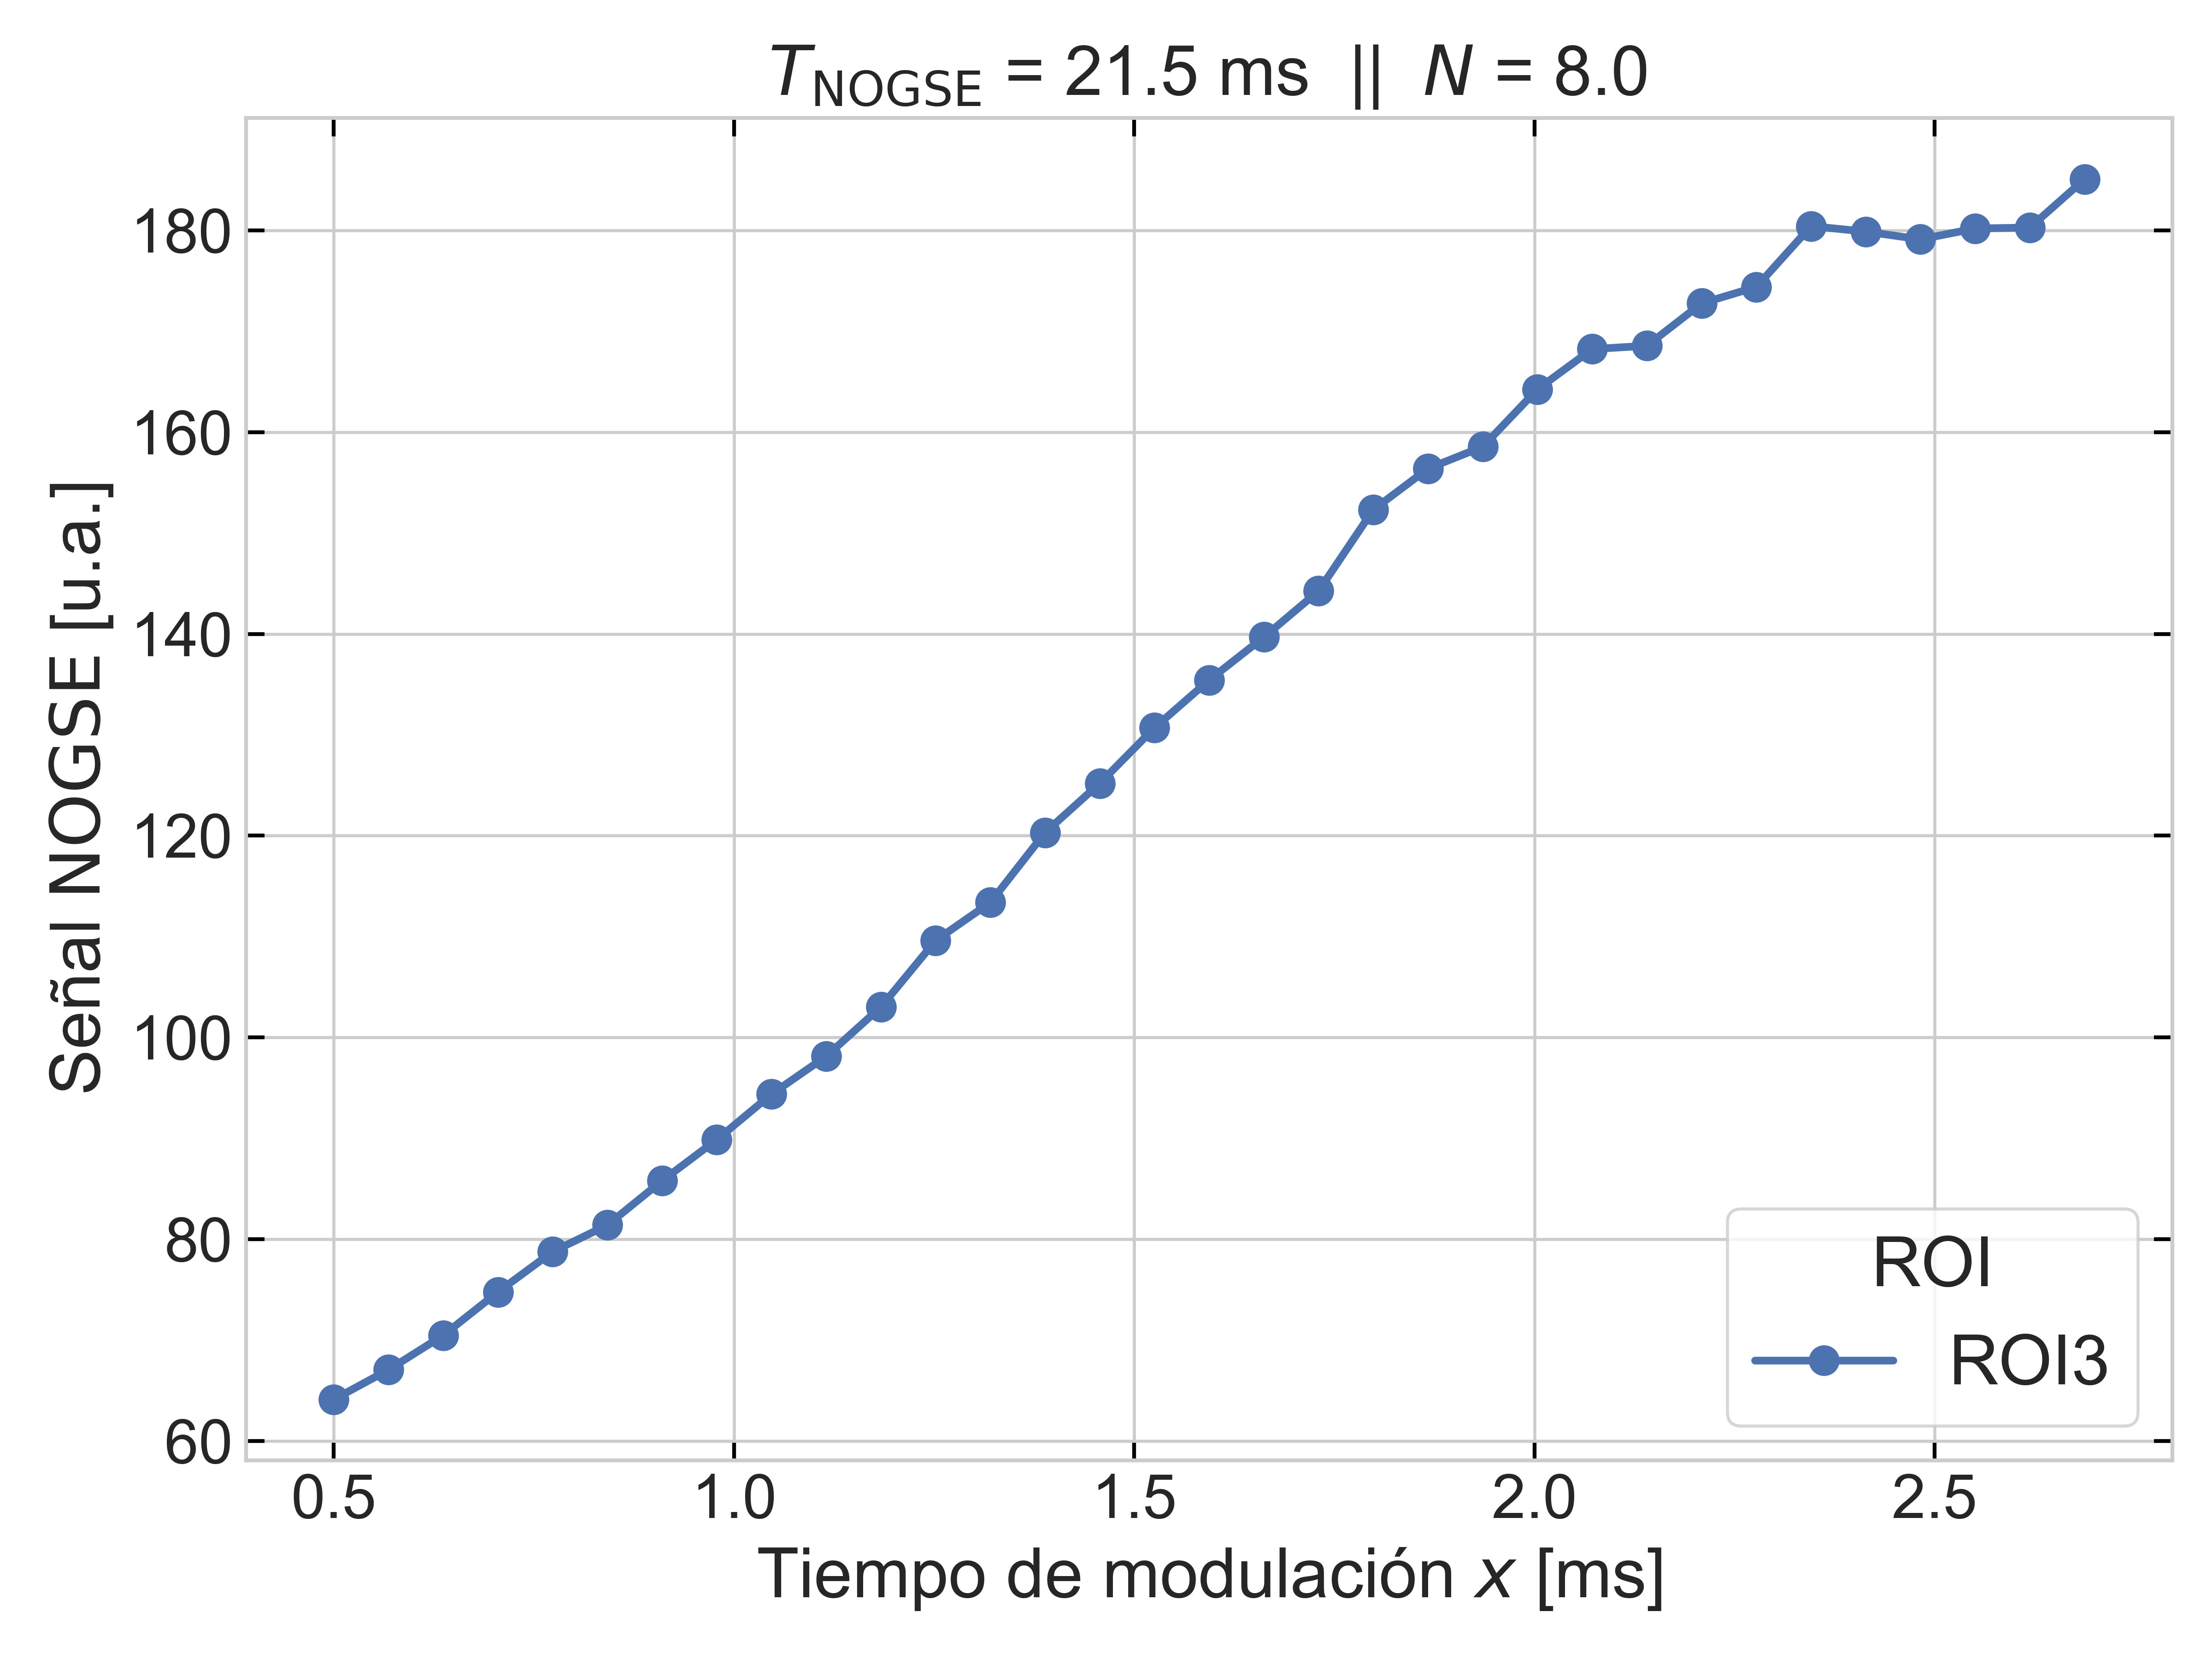 T_NOGSE = 21.5 ms || N = 8.0
Señal NOGSE [u.a.]
180
160
140
120
100
80
60
ROI
ROI3
0.5 1.0 1.5 2.0 2.5
Tiempo de modulación x [ms]